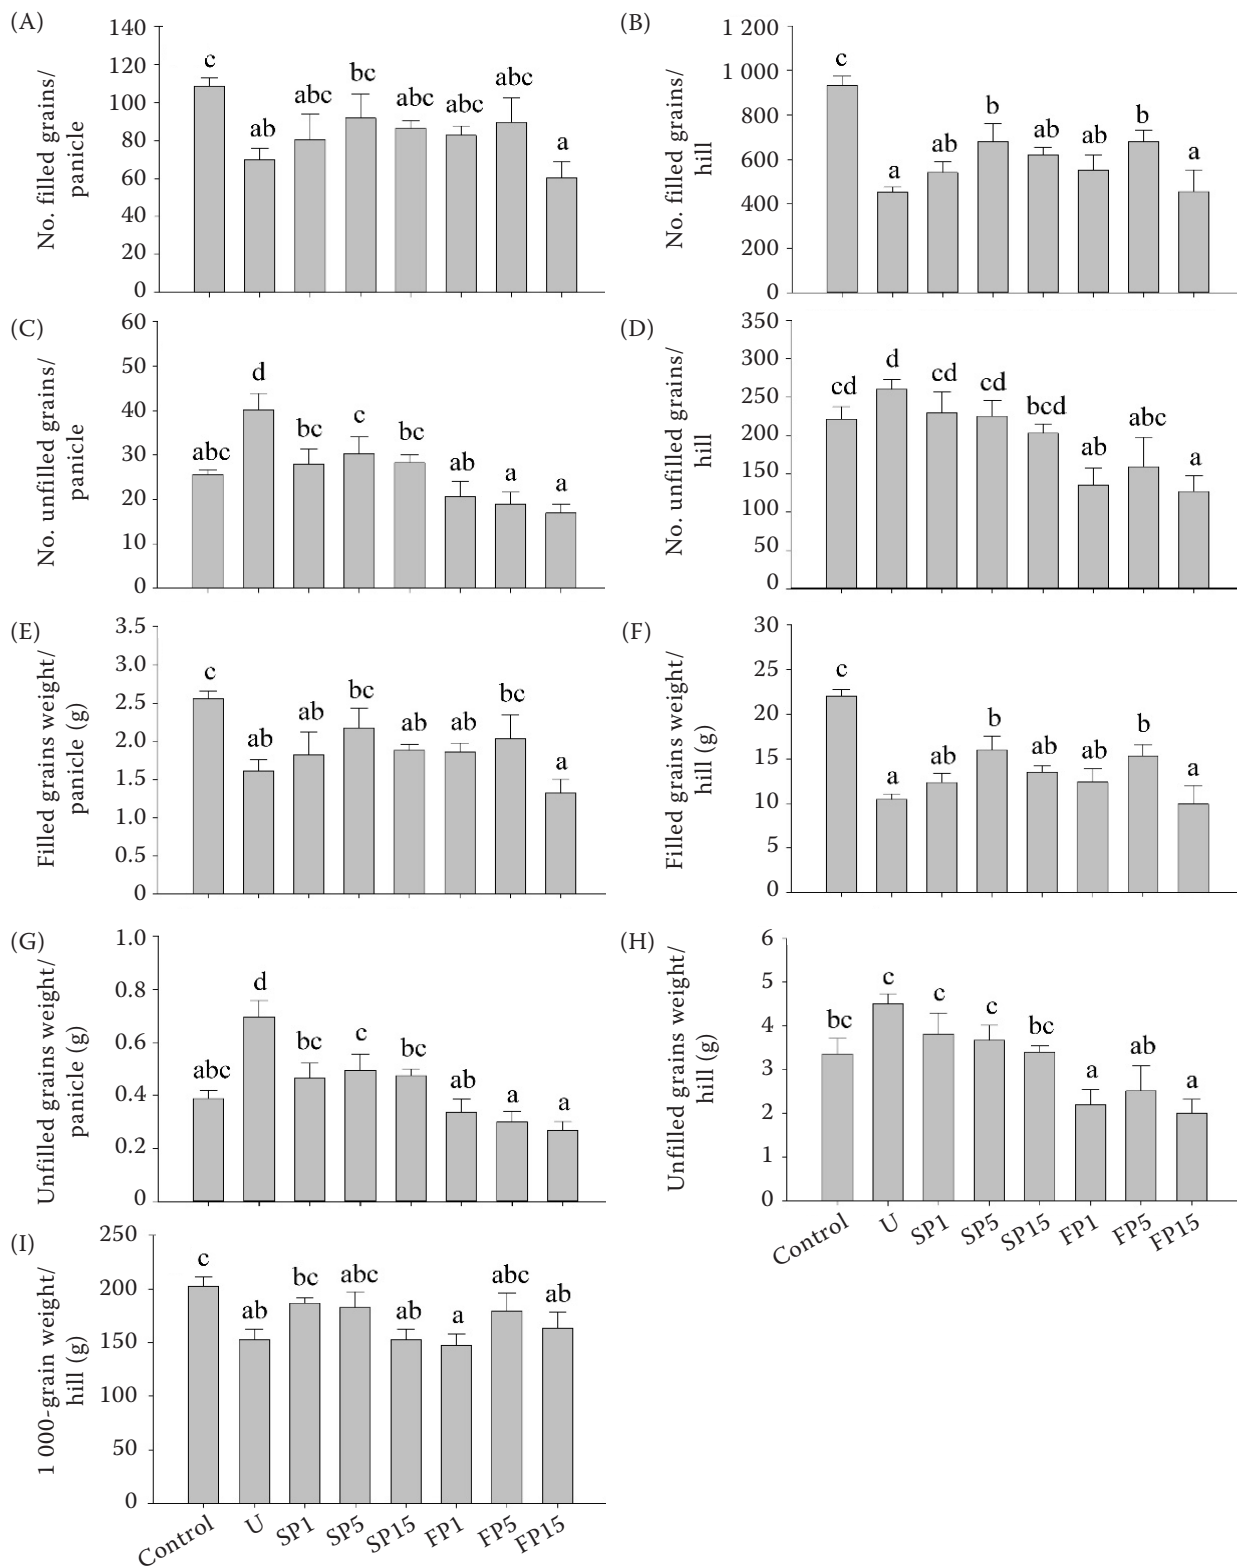 (A)
No. filled grains/
panicle
140
120
100
80
60
40
20
0
c
ab
abc
bc
abc
abc
abc
a
(B)
No. filled grains/
hill
1 200
1 000
800
600
400
200
0
c
a
ab
b
ab
ab
b
a
(C)
No. unfilled grains/
panicle
60
50
40
30
20
10
0
abc
d
bc
c
bc
ab
a
a
(D)
No. unfilled grains/
hill
350
300
250
200
150
100
50
0
cd
d
cd
cd
bcd
ab
abc
a
(E)
Filled grains weight/
panicle (g)
3.5
3.0
2.5
2.0
1.5
1.0
0.5
0
c
ab
ab
bc
ab
ab
bc
a
(F)
Filled grains weight/
hill (g)
30
25
20
15
10
5
0
c
a
ab
b
ab
ab
b
a
(G)
Unfilled grains weight/
panicle (g)
1.0
0.8
0.6
0.4
0.2
0
abc
d
bc
c
bc
ab
a
a
(H)
Unfilled grains weight/
hill (g)
6
5
4
3
2
1
0
bc
c
c
c
bc
a
ab
a
Control
U
SP1
SP5
SP15
FP1
FP5
FP15
(I)
1 000-grain weight/
hill (g)
250
200
150
100
50
0
c
ab
bc
abc
ab
a
abc
ab
Control
U
SP1
SP5
SP15
FP1
FP5
FP15